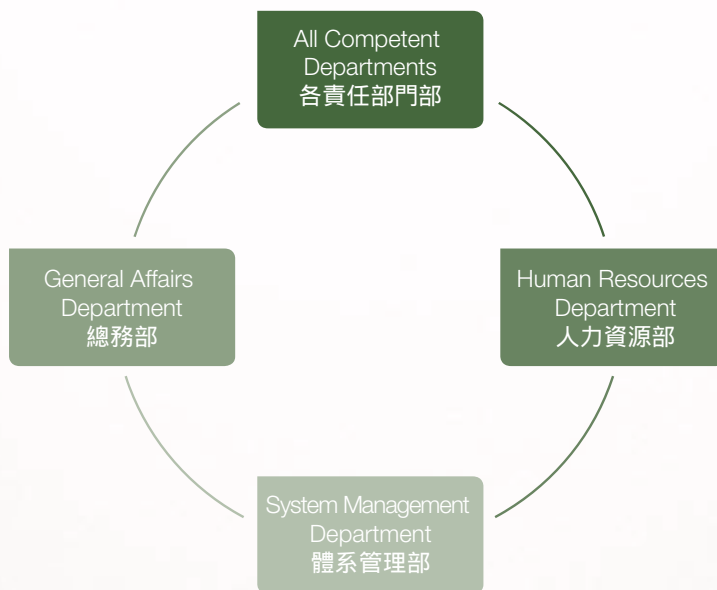 All Competent
Departments
各責任部門部
General Affairs
Department
總務部
Human Resources
Department
人力資源部
System Management
Department
體系管理部